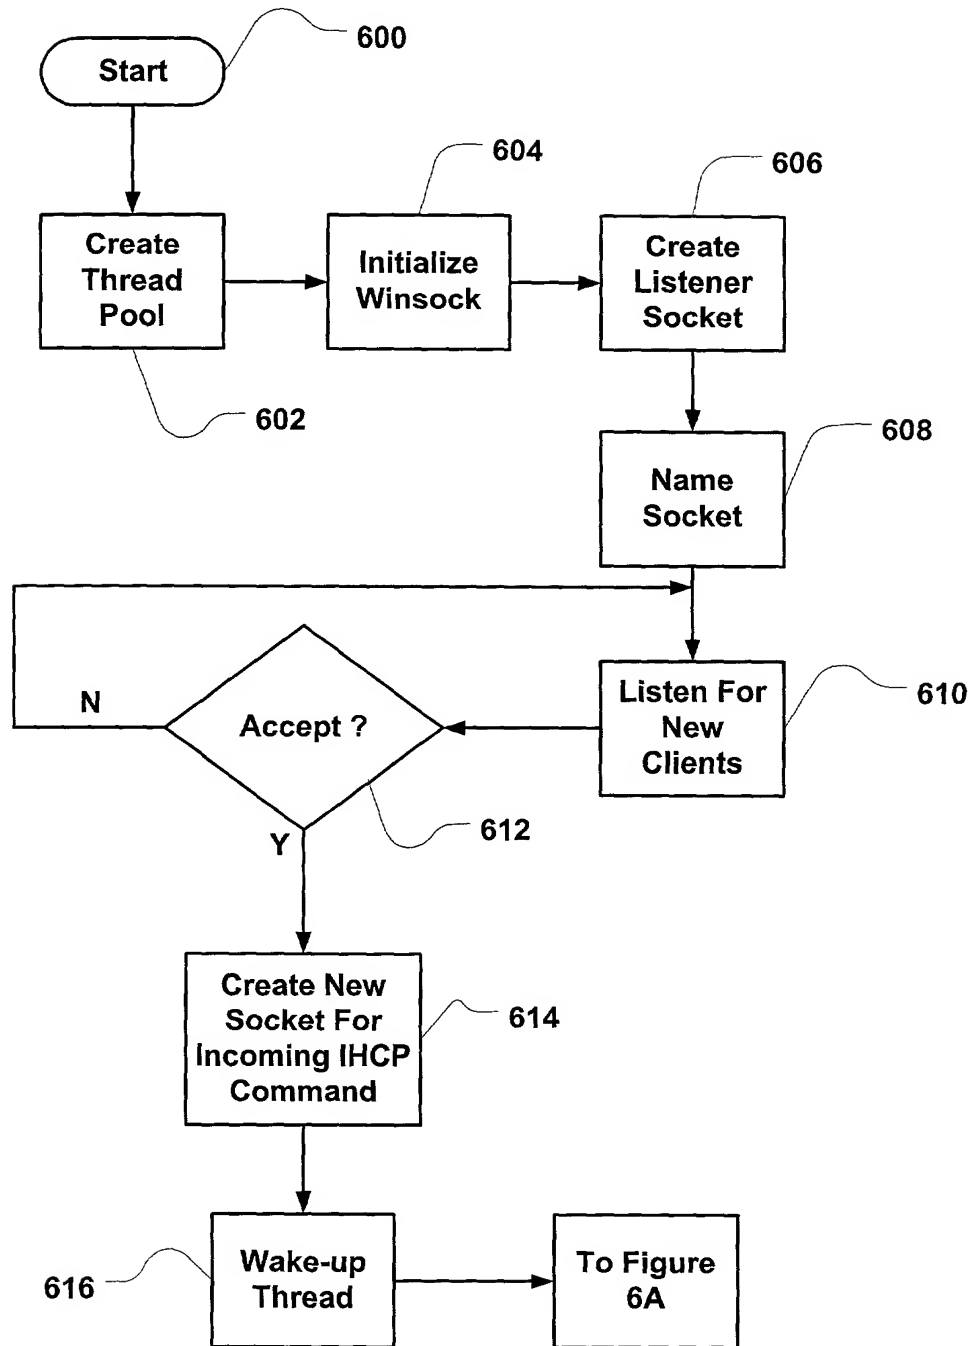 600
Start
604
606
Create
Thread
Pool
Initialize
Winsock
Create
Listener
Socket
602
608
Name
Socket
N
Accept ?
Listen For
New
Clients
610
Y
612
Create New
Socket For
Incoming IHCP
Command
614
Wake-up
Thread
To Figure
6A
616